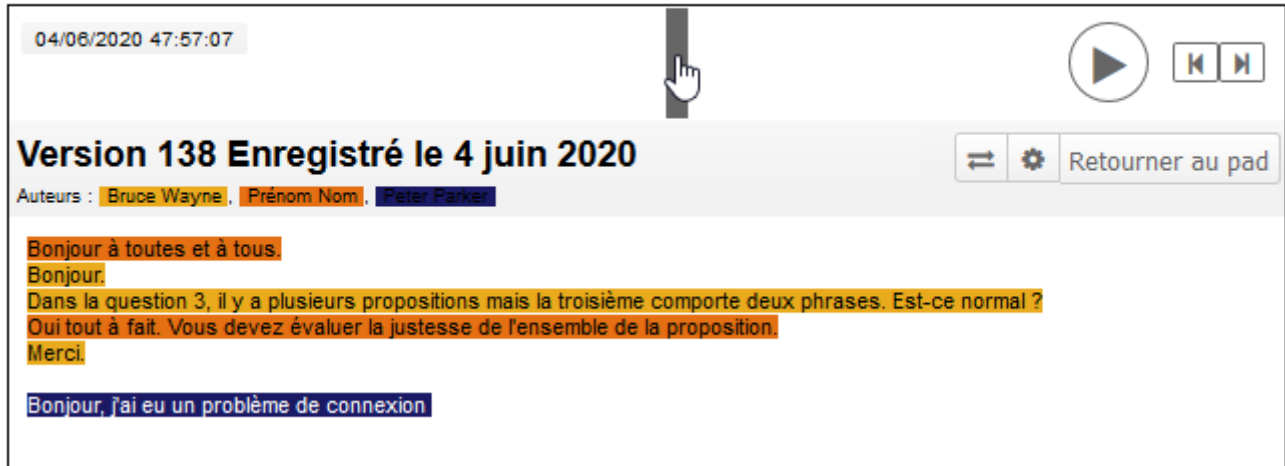 04/06/2020 47:57:07
Version 138 Enregistré le 4 juin 2020
Retourner au pad
Auteurs : Bruce Wayne, Prénom Nom, Peter Parker
Bonjour à toutes et à tous.
Bonjour.
Dans la question 3, il y a plusieurs propositions mais la troisième comporte deux phrases. Est-ce normal ?
Oui tout à fait. Vous devez évaluer la justesse de l'ensemble de la proposition.
Merci.
Bonjour, j'ai eu un problème de connexion